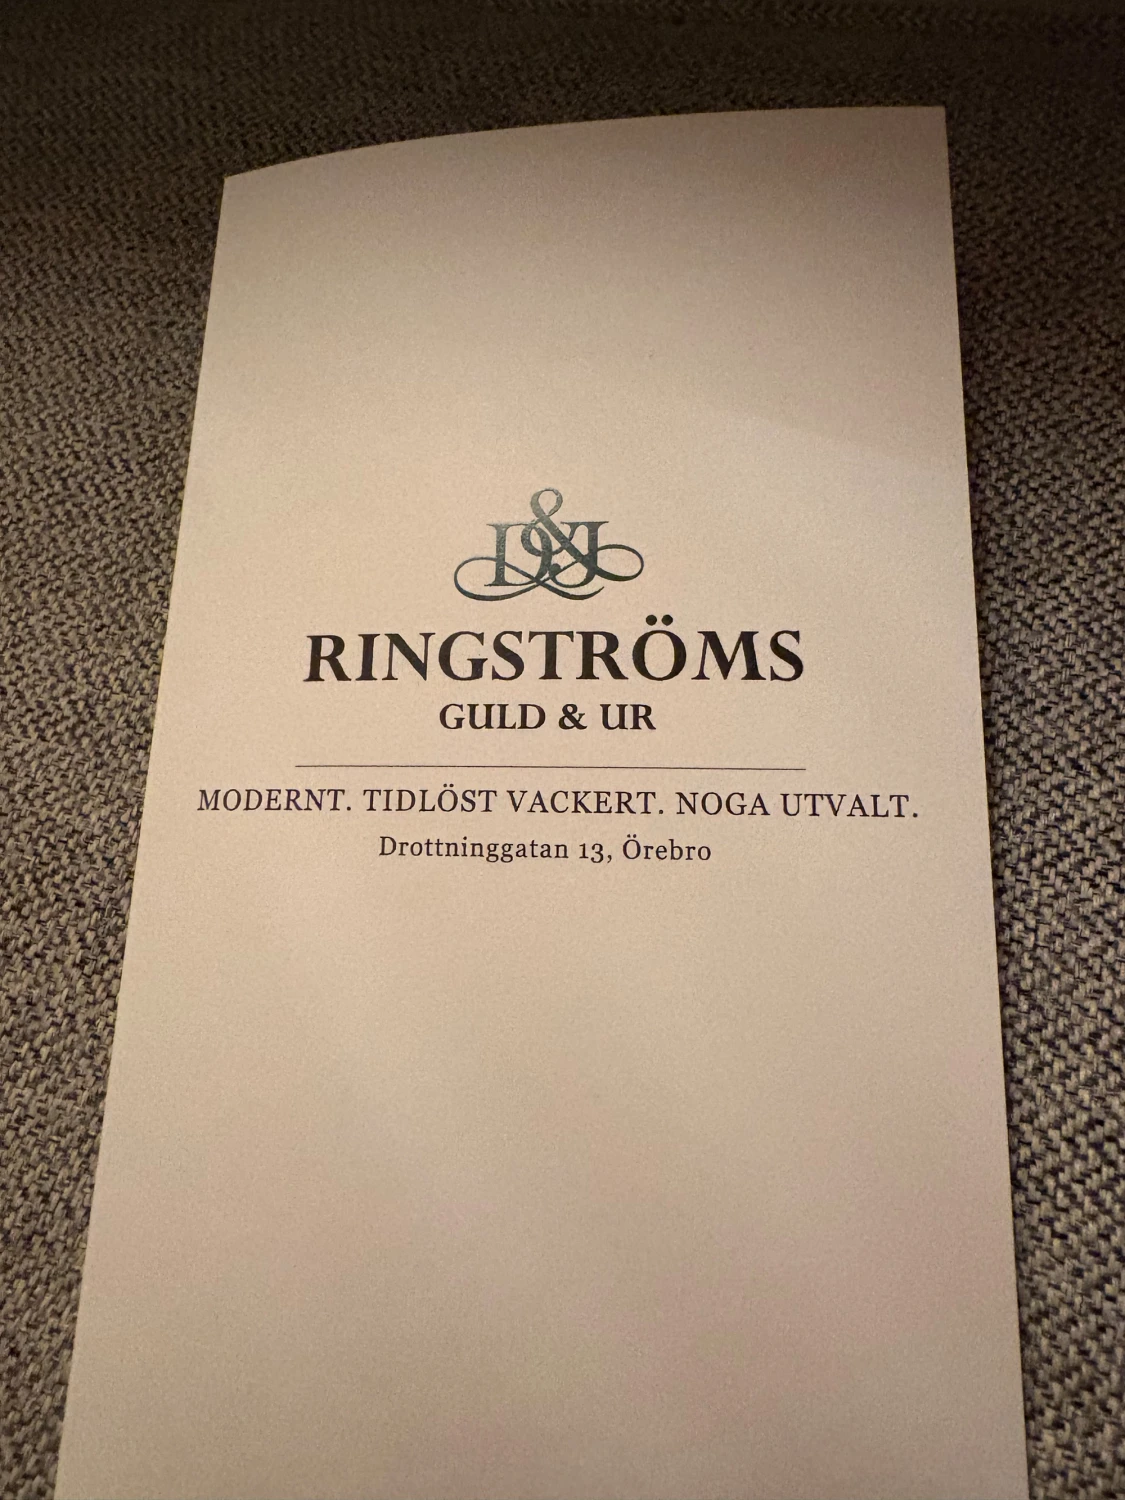 D&J
RINGSTRÖMS
GULD & UR
MODERNT. TIDLÖST VACKERT. NOGA UTVALT.
Drottninggatan 13, Örebro